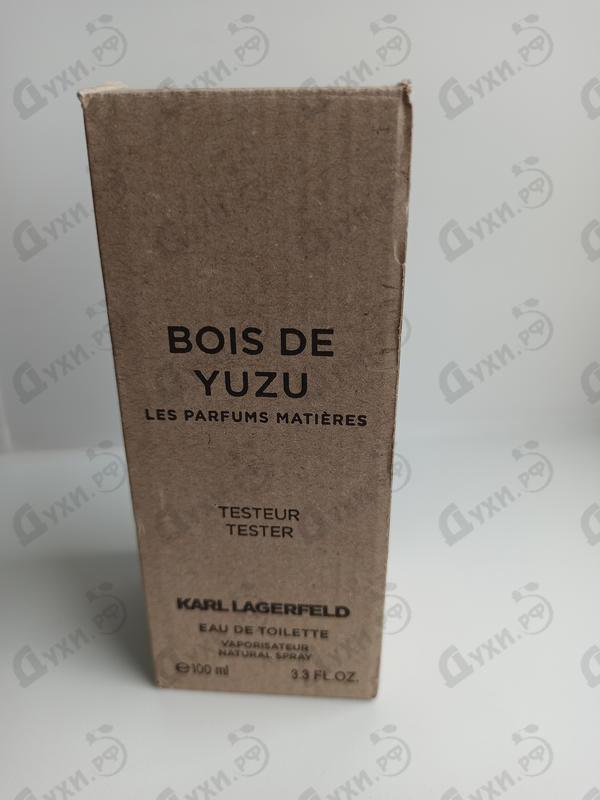 BOIS DE
YUZU
LES PARFUMS MATIÈRES
TESTEUR
TESTER
KARL LAGERFELD
EAU DE TOILETTE
VAPORISATEUR
NATURAL SPRAY
℮100 ml 3.3 FL.OZ.
Духи.РФ